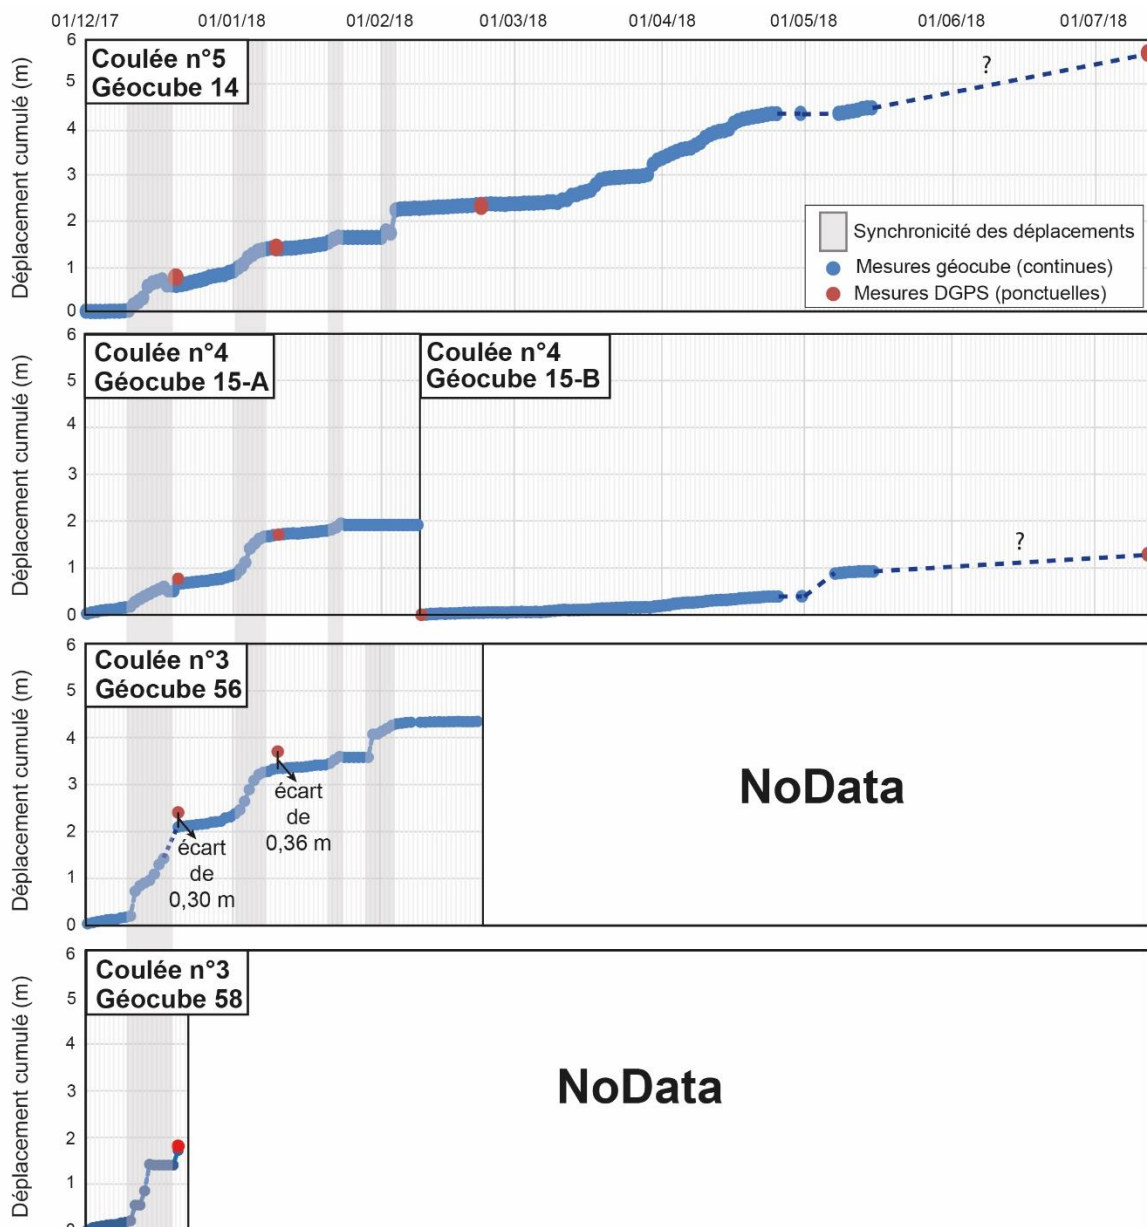 01/12/17 01/01/18 01/02/18 01/03/18 01/04/18 01/05/18 01/06/18 01/07/18
Déplacement cumulé (m)
6
5
4
3
2
1
0
Coulée n°5
Géocube 14
?
Synchronicité des déplacements
Mesures géocube (continues)
Mesures DGPS (ponctuelles)
Déplacement cumulé (m)
6
5
4
3
2
1
0
Coulée n°4
Géocube 15-A
Coulée n°4
Géocube 15-B
?
Déplacement cumulé (m)
6
5
4
3
2
1
0
Coulée n°3
Géocube 56
écart
de
0,30 m
écart
de
0,36 m
NoData
Déplacement cumulé (m)
6
5
4
3
2
1
0
Coulée n°3
Géocube 58
NoData